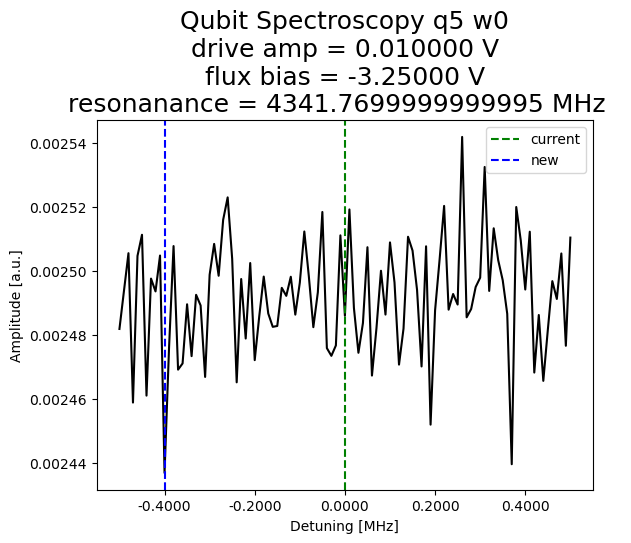 Qubit Spectroscopy q5 w0
drive amp = 0.010000 V
flux bias = -3.25000 V
resonanance = 4341.7699999999995 MHz
current
new
0.00254
0.00252
0.00250
0.00248
0.00246
0.00244
Amplitude [a.u.]
-0.4000
-0.2000
0.0000
0.2000
0.4000
Detuning [MHz]